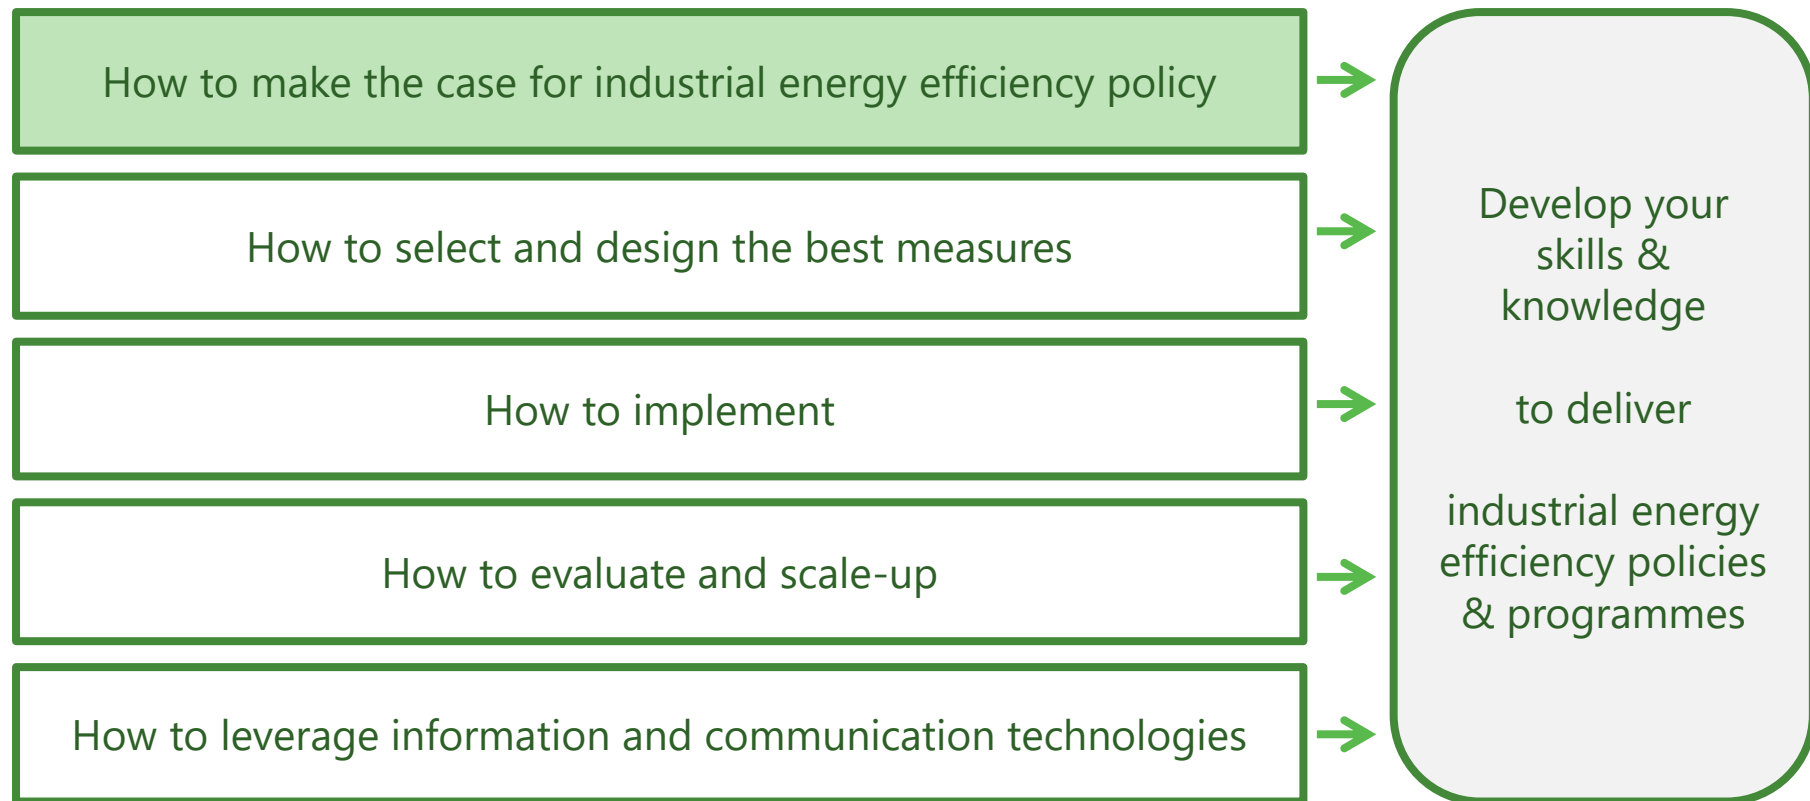 How to make the case for industrial energy efficiency policy
How to select and design the best measures
How to implement
How to evaluate and scale-up
How to leverage information and communication technologies
Develop your
skills &
knowledge
to deliver
industrial energy
efficiency policies
& programmes